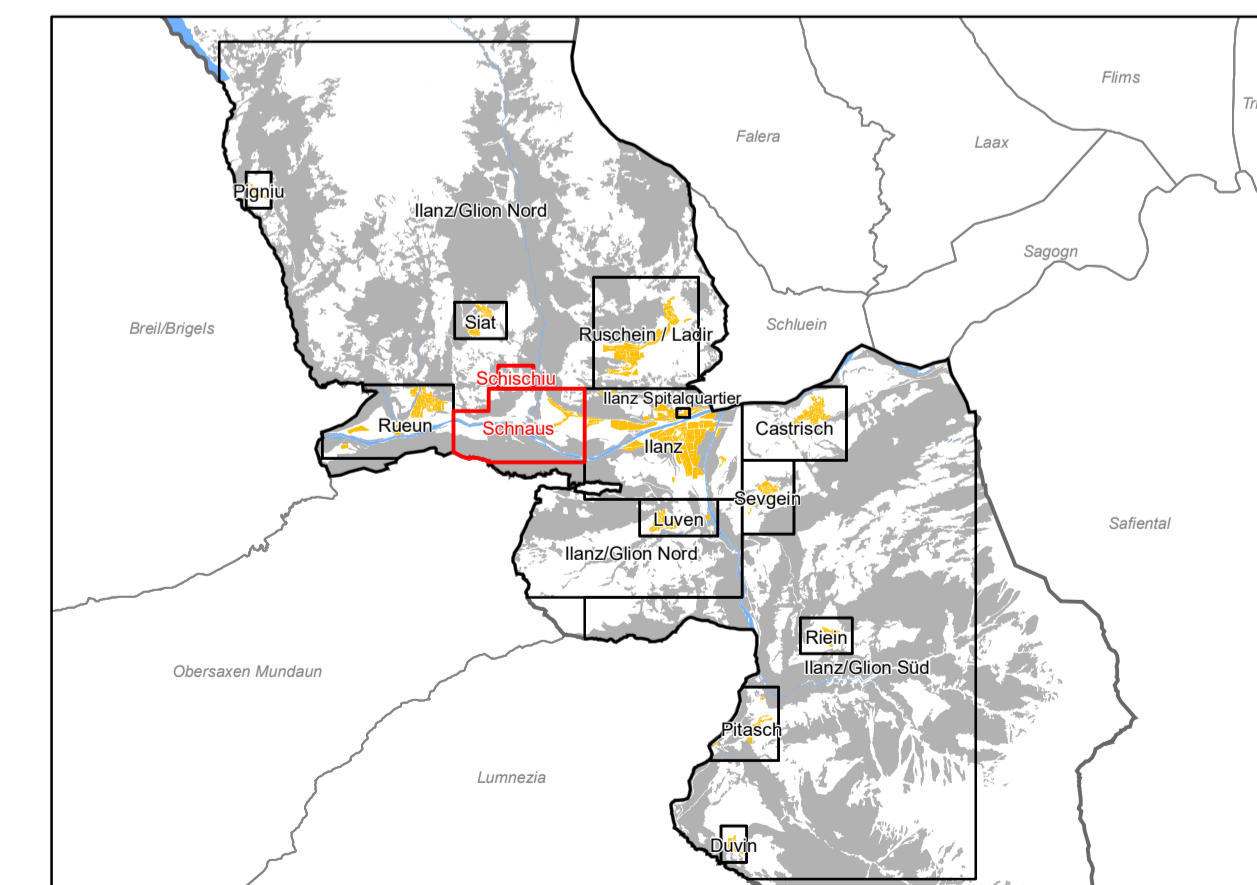 Flims
Tri
Falera
Laax
Pigniu
Ilanz/Glion Nord
Sagogn
Breil/Brigels
Siat
Schluein
Ruschein / Ladir
Schischiu
Ilanz Spitalquartier
Rueun
Schnaus
Castrisch
Ilanz
Sevgein
Luven
Safiental
Ilanz/Glion Nord
Riein
Ilanz/Glion Süd
Obersaxen Mundaun
Pitasch
Lumnezia
Duvin